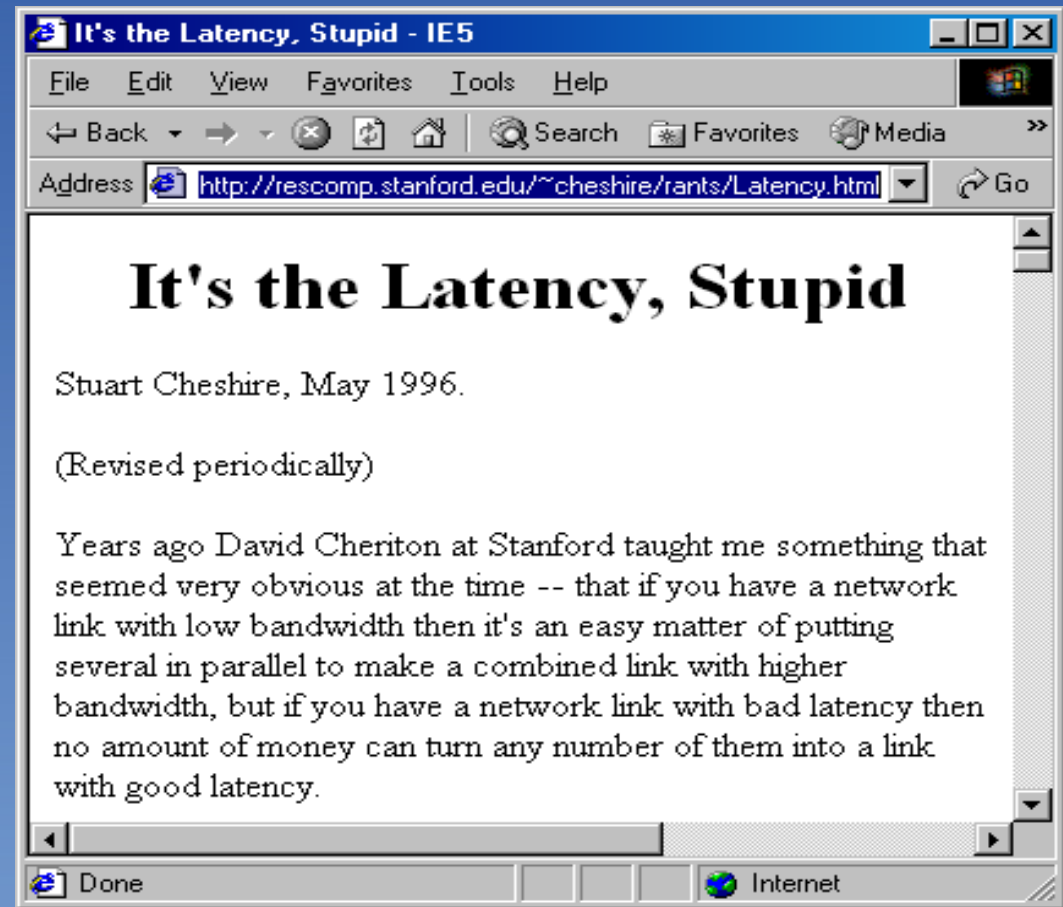 It's the Latency, Stupid - IE5
File Edit View Favorites Tools Help
Back Search Favorites Media »
Address http://rescomp.stanford.edu/~cheshire/rants/Latency.html Go
It's the Latency, Stupid
Stuart Cheshire, May 1996.
(Revised periodically)
Years ago David Cheriton at Stanford taught me something that
seemed very obvious at the time -- that if you have a network
link with low bandwidth then it's an easy matter of putting
several in parallel to make a combined link with higher
bandwidth, but if you have a network link with bad latency then
no amount of money can turn any number of them into a link
with good latency.
Done Internet